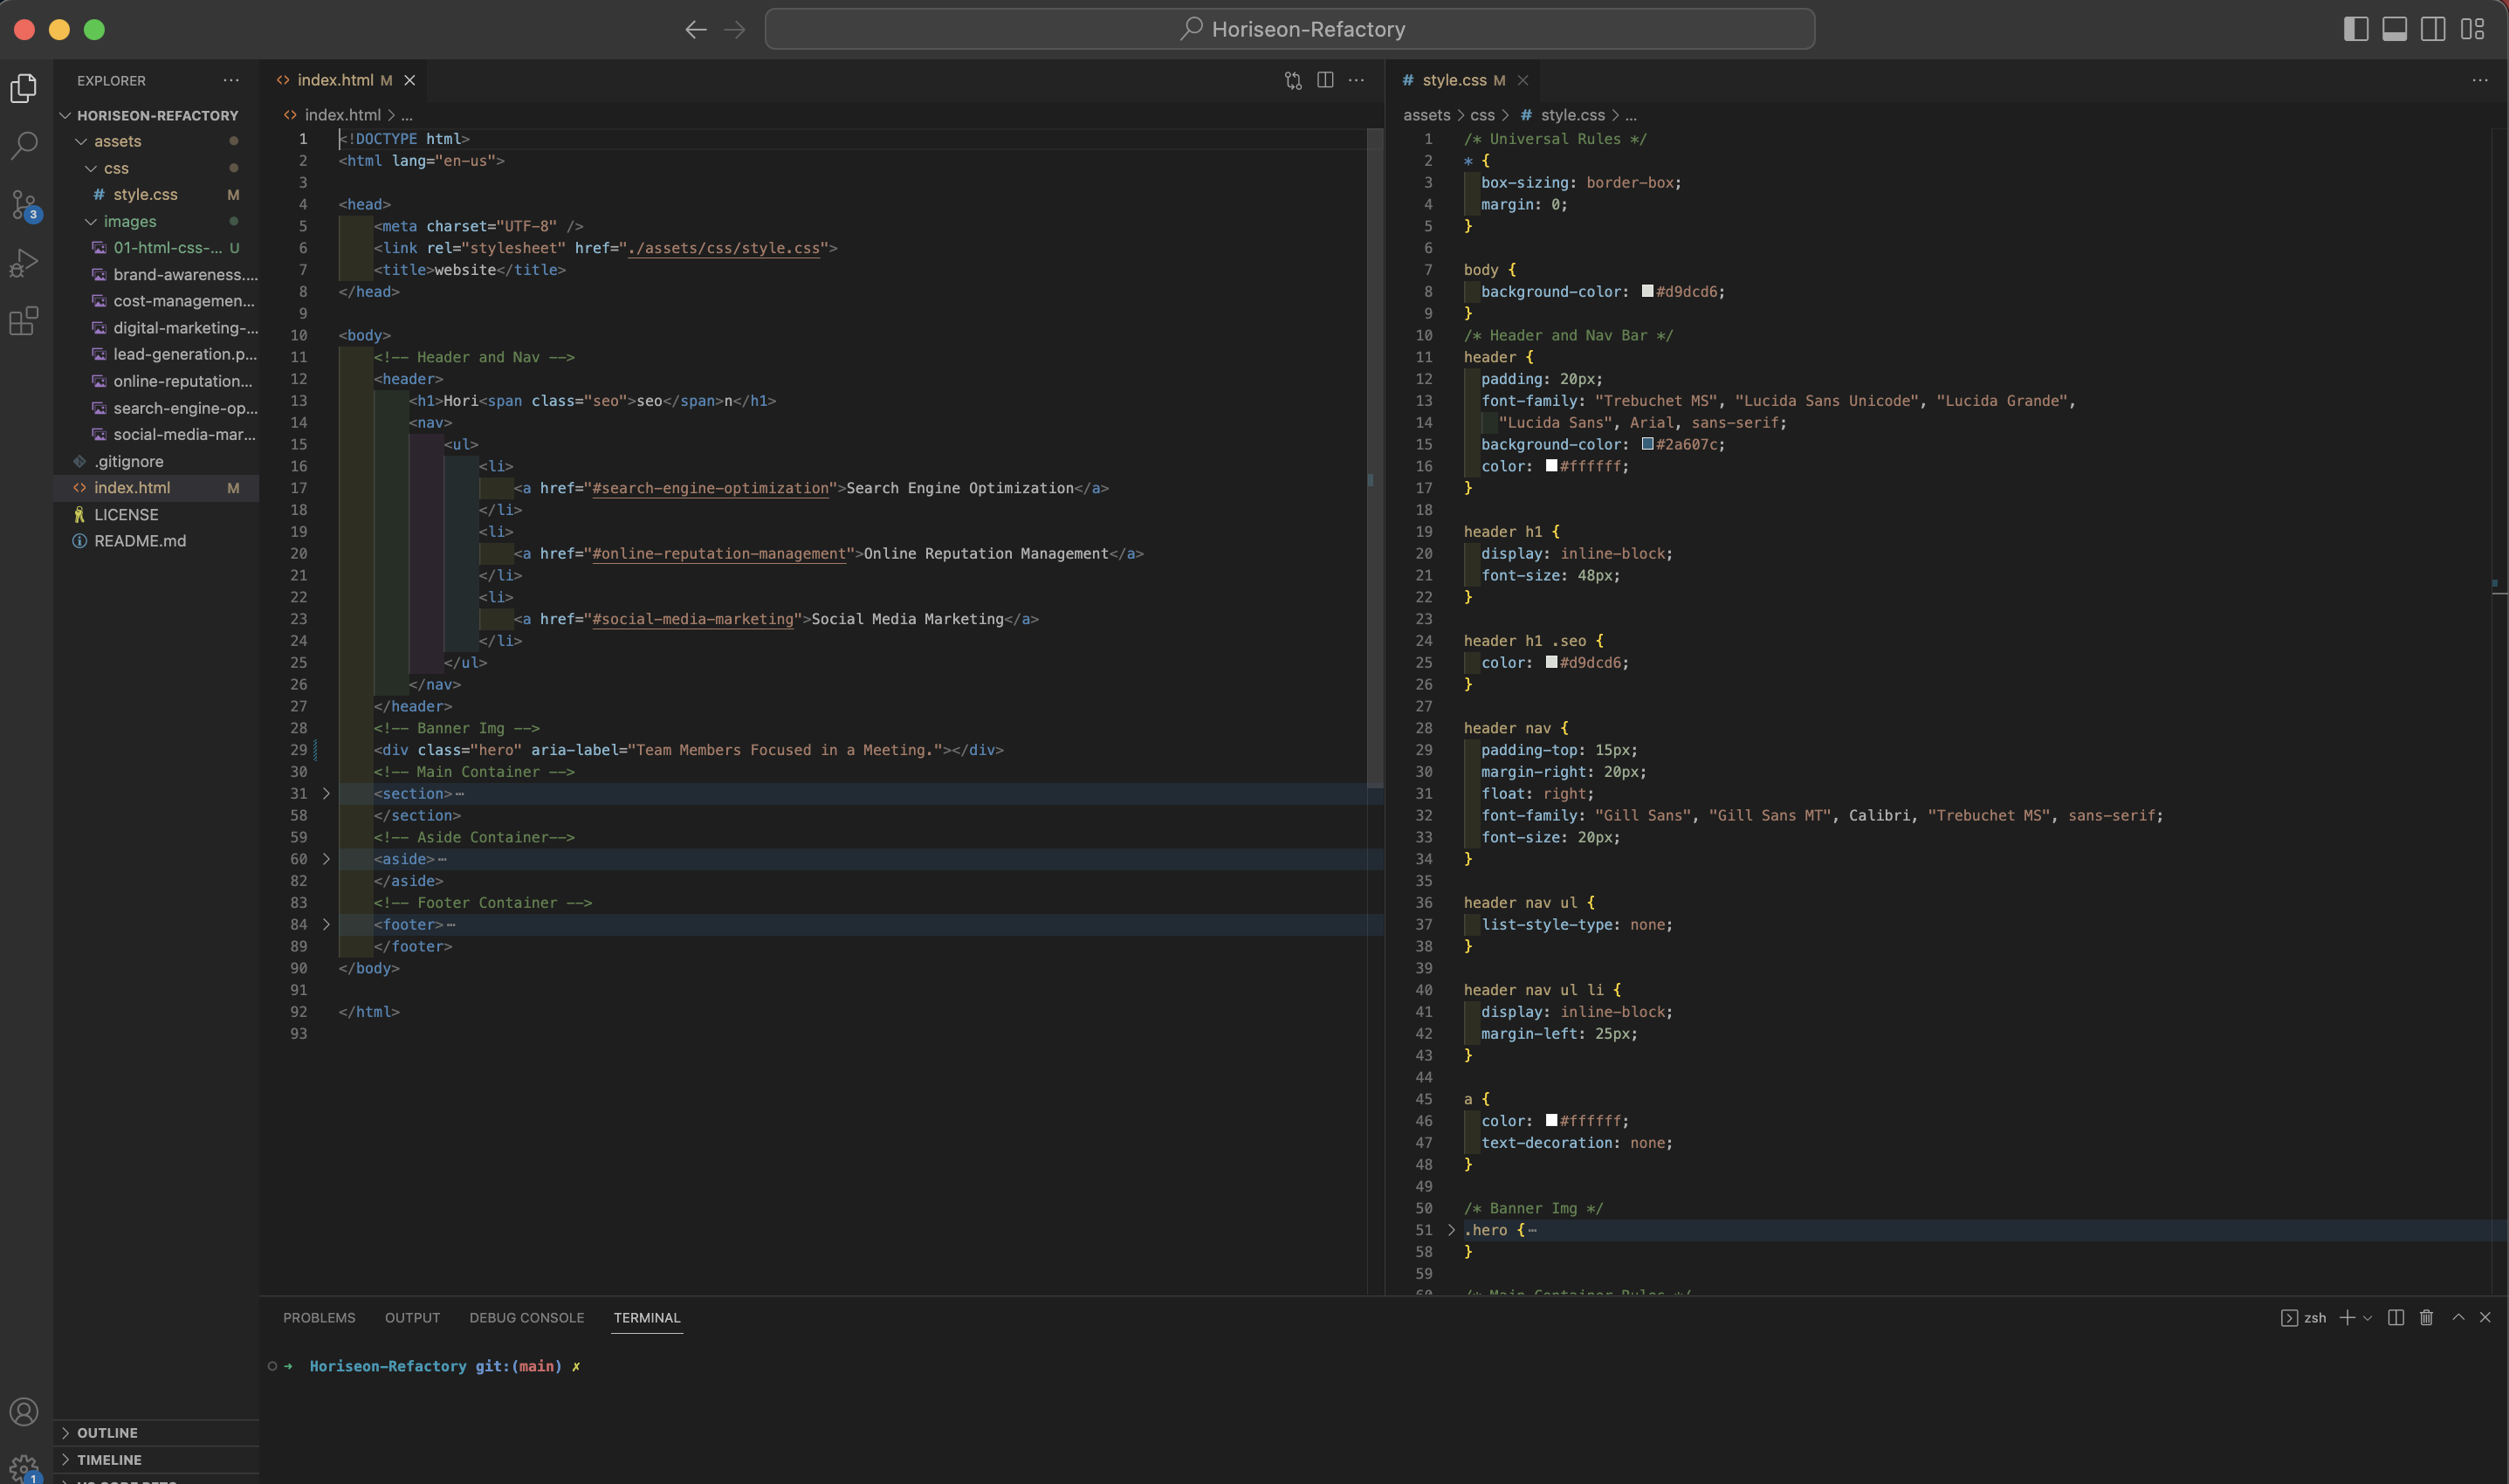 Horiseon-Refactory
EXPLORER
HORISEON-REFACTORY
assets
css
# style.css M
images
01-html-css-... U
brand-awareness....
cost-managemen...
digital-marketing-...
lead-generation.p...
online-reputation...
search-engine-op...
social-media-mar...
.gitignore
<> index.html M
LICENSE
README.md
OUTLINE
TIMELINE
3
1
<> index.html M
<> index.html > ...
1 <!DOCTYPE html>
2 <html lang="en-us">
3
4 <head>
5 <meta charset="UTF-8" />
6 <link rel="stylesheet" href="./assets/css/style.css">
7 <title>website</title>
8 </head>
9
10 <body>
11 <!-- Header and Nav -->
12 <header>
13 <h1>Hori<span class="seo">seo</span>n</h1>
14 <nav>
15 <ul>
16 <li>
17 <a href="#search-engine-optimization">Search Engine Optimization</a>
18 </li>
19 <li>
20 <a href="#online-reputation-management">Online Reputation Management</a>
21 </li>
22 <li>
23 <a href="#social-media-marketing">Social Media Marketing</a>
24 </li>
25 </ul>
26 </nav>
27 </header>
28 <!-- Banner Img -->
29 <div class="hero" aria-label="Team Members Focused in a Meeting."></div>
30 <!-- Main Container -->
31 <section>…
58 </section>
59 <!-- Aside Container-->
60 <aside>…
82 </aside>
83 <!-- Footer Container -->
84 <footer>…
89 </footer>
90 </body>
91
92 </html>
93
# style.css M
assets > css > # style.css > ...
1 /* Universal Rules */
2 * {
3 box-sizing: border-box;
4 margin: 0;
5 }
6
7 body {
8 background-color: #d9dcd6;
9 }
10 /* Header and Nav Bar */
11 header {
12 padding: 20px;
13 font-family: "Trebuchet MS", "Lucida Sans Unicode", "Lucida Grande",
14 "Lucida Sans", Arial, sans-serif;
15 background-color: #2a607c;
16 color: #ffffff;
17 }
18
19 header h1 {
20 display: inline-block;
21 font-size: 48px;
22 }
23
24 header h1 .seo {
25 color: #d9dcd6;
26 }
27
28 header nav {
29 padding-top: 15px;
30 margin-right: 20px;
31 float: right;
32 font-family: "Gill Sans", "Gill Sans MT", Calibri, "Trebuchet MS", sans-serif;
33 font-size: 20px;
34 }
35
36 header nav ul {
37 list-style-type: none;
38 }
39
40 header nav ul li {
41 display: inline-block;
42 margin-left: 25px;
43 }
44
45 a {
46 color: #ffffff;
47 text-decoration: none;
48 }
49
50 /* Banner Img */
51 .hero {…
58 }
59
60 /* Main Container Rules */
PROBLEMS OUTPUT DEBUG CONSOLE TERMINAL
zsh
➜ Horiseon-Refactory git:(main) ✗